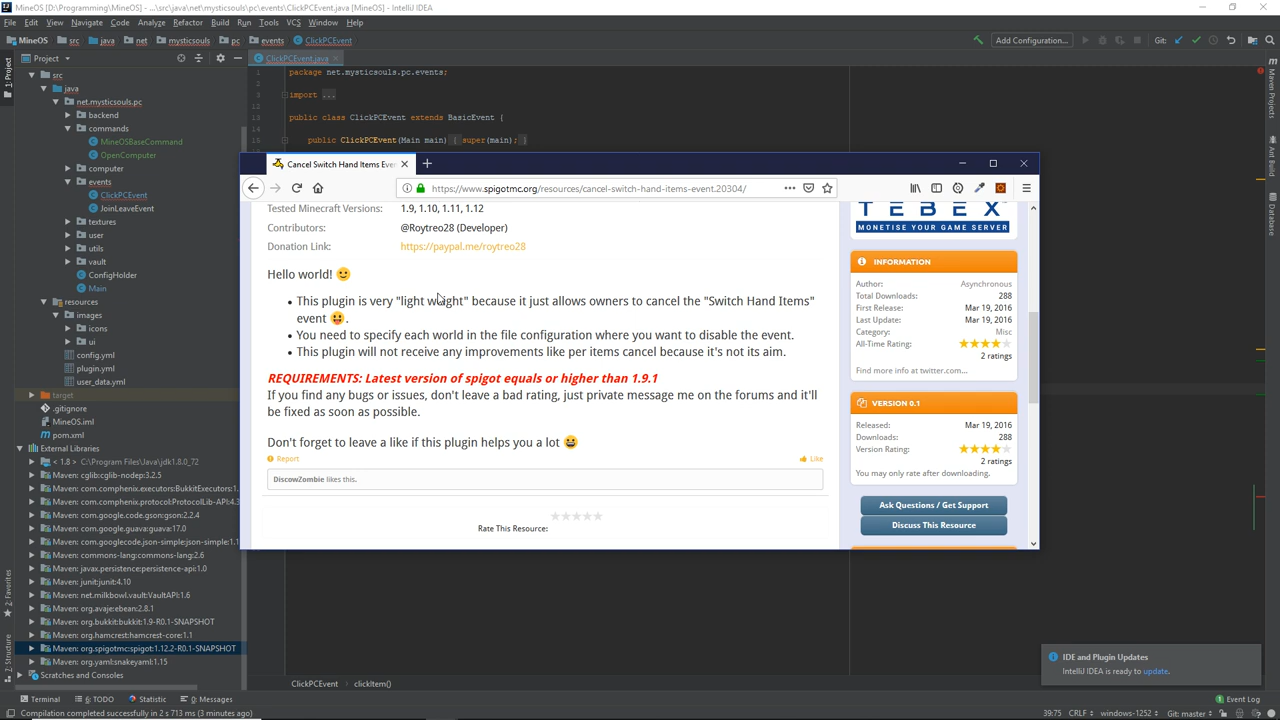 MineOS [D:\Programming\MineOS] - ...\src\java\net\mysticsouls\pc\events\ClickPCEvent.java [MineOS] - IntelliJ IDEA
File Edit View Navigate Code Analyze Refactor Build Run Tools VCS Window Help
MineOS src java net mysticsouls pc events ClickPCEvent Add Configuration... Git:
Project ClickPCEvent.java
1: Project
7: Structure
2: Favorites
Maven Projects
Ant Build
Database
src
java
net.mysticsouls.pc
backend
commands
MineOSBaseCommand
OpenComputer
computer
events
ClickPCEvent
JoinLeaveEvent
textures
user
utils
vault
ConfigHolder
Main
resources
images
icons
ui
config.yml
plugin.yml
user_data.yml
target
.gitignore
MineOS.iml
pom.xml
External Libraries
< 1.8 > C:\Program Files\Java\jdk1.8.0_72
Maven: cglib:cglib-nodep:3.2.5
Maven: com.comphenix.executors:BukkitExecutors:1.
Maven: com.comphenix.protocol:ProtocolLib-API:4.3
Maven: com.google.code.gson:gson:2.2.4
Maven: com.google.guava:guava:17.0
Maven: com.googlecode.json-simple:json-simple:1.1
Maven: commons-lang:commons-lang:2.6
Maven: javax.persistence:persistence-api:1.0
Maven: junit:junit:4.10
Maven: net.milkbowl.vault:VaultAPI:1.6
Maven: org.avaje:ebean:2.8.1
Maven: org.bukkit:bukkit:1.9-R0.1-SNAPSHOT
Maven: org.hamcrest:hamcrest-core:1.1
Maven: org.spigotmc:spigot:1.12.2-R0.1-SNAPSHOT
Maven: org.yaml:snakeyaml:1.15
Scratches and Consoles
1 package net.mysticsouls.pc.events;
2
3 import ...
12
13 public class ClickPCEvent extends BasicEvent {
14
15 public ClickPCEvent(Main main) { super(main); }
Cancel Switch Hand Items Eve
https://www.spigotmc.org/resources/cancel-switch-hand-items-event.20304/
Tested Minecraft Versions: 1.9, 1.10, 1.11, 1.12
Contributors: @Roytreo28 (Developer)
Donation Link: https://paypal.me/roytreo28
Hello world!
• This plugin is very "light weight" because it just allows owners to cancel the "Switch Hand Items"
event .
• You need to specify each world in the file configuration where you want to disable the event.
• This plugin will not receive any improvements like per items cancel because it's not its aim.
REQUIREMENTS: Latest version of spigot equals or higher than 1.9.1
If you find any bugs or issues, don't leave a bad rating, just private message me on the forums and it'll
be fixed as soon as possible.
Don't forget to leave a like if this plugin helps you a lot
Report Like
DiscowZombie likes this.
Rate This Resource:
TEBEX
MONETISE YOUR GAME SERVER
INFORMATION
Author: Asynchronous
Total Downloads: 288
First Release: Mar 19, 2016
Last Update: Mar 19, 2016
Category: Misc
All-Time Rating:
2 ratings
Find more info at twitter.com...
VERSION 0.1
Released: Mar 19, 2016
Downloads: 288
Version Rating:
2 ratings
You may only rate after downloading.
Ask Questions / Get Support
Discuss This Resource
IDE and Plugin Updates
IntelliJ IDEA is ready to update.
ClickPCEvent clickItem()
Terminal 6: TODO Statistic 0: Messages Event Log
Compilation completed successfully in 2 s 713 ms (3 minutes ago) 39:75 CRLF windows-1252 Git: master